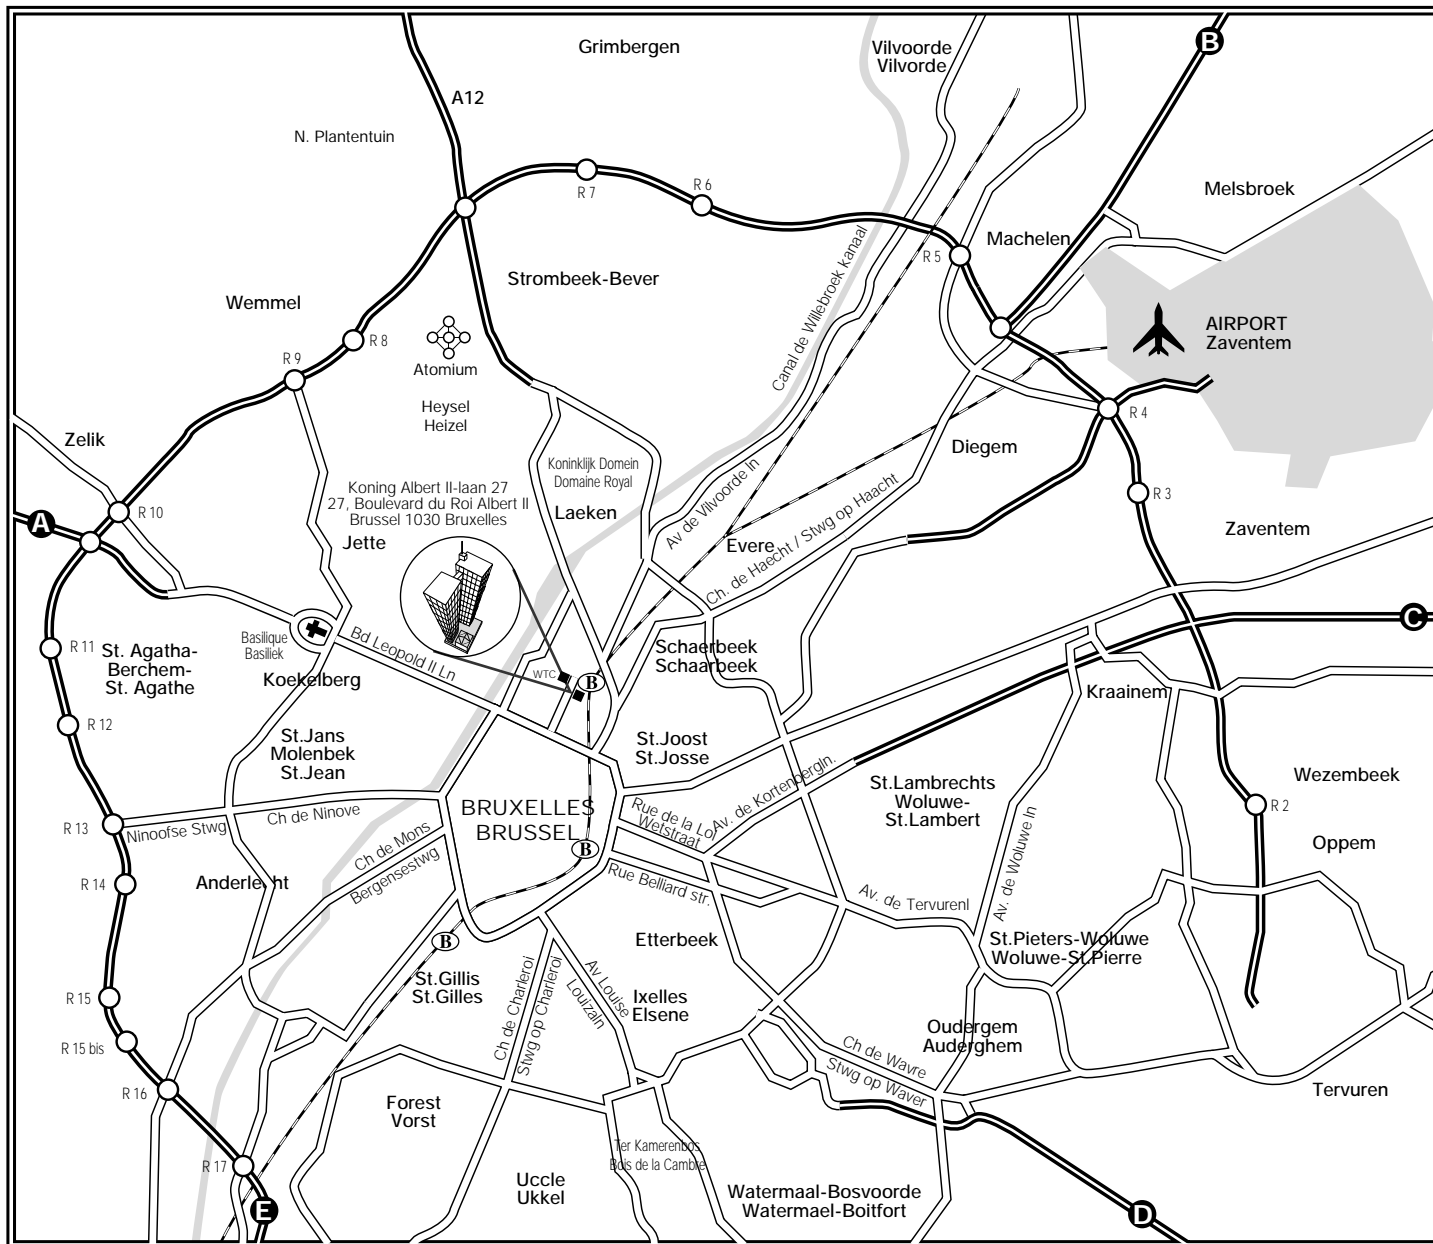 Grimbergen
Vilvoorde
Vilvorde
B
A12
N. Plantentuin
R 7
R 6
Melsbroek
Machelen
R 5
Canal de Willebroek kanaal
Strombeek-Bever
Wemmel
R 8
R 9
Atomium
AIRPORT
Zaventem
Heysel
Heizel
R 4
Zelik
Diegem
Koninklijk Domein
Domaine Royal
Av de Vilvoorde ln
Koning Albert II-laan 27
27, Boulevard du Roi Albert II
Brussel 1030 Bruxelles
R 3
Laeken
Ch. de Haecht / Stwg op Haacht
A
R 10
Zaventem
Jette
Evere
C
Basilique
Basiliek
Bd Leopold II Ln
R 11
St. Agatha-
Berchem-
St. Agathe
Schaerbeek
Schaarbeek
Koekelberg
WTC
B
Kraainem
R 12
St.Jans
Molenbek
St.Jean
St.Joost
St.Josse
Av. de Kortenbergln.
St.Lambrechts
Woluwe-
St.Lambert
Wezembeek
R 2
BRUXELLES
BRUSSEL
Rue de la Loi
Wetstraat
Ch de Ninove
Ninoofse Stwg
R 13
Ch de Mons
Bergensestwg
B
Av. de Woluwe ln
Oppem
Anderlecht
R 14
Rue Belliard str.
Av. de Tervurenl
Etterbeek
B
St.Pieters-Woluwe
Woluwe-St.Pierre
St.Gillis
St.Gilles
Ch de Charleroi
Stwg op Charleroi
Av Louise
Louizaln
Ixelles
Elsene
R 15
Oudergem
Auderghem
R 15 bis
Ch de Wavre
Stwg op Waver
R 16
Tervuren
Forest
Vorst
Ter Kamerenbos
Bois de la Cambre
R 17
Uccle
Ukkel
Watermaal-Bosvoorde
Watermael-Boitfort
E
D